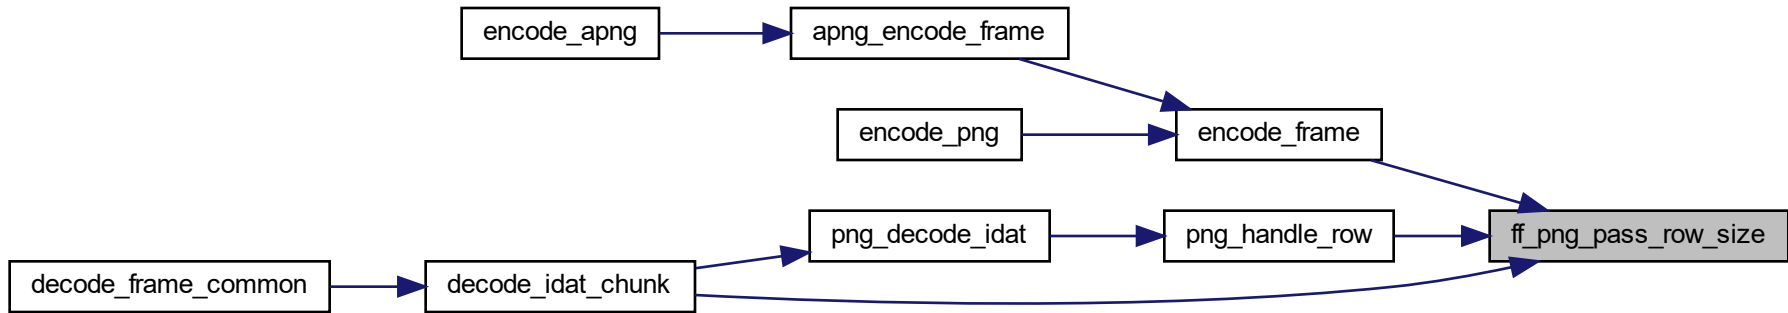 encode_apng
apng_encode_frame
encode_png
encode_frame
png_decode_idat
png_handle_row
ff_png_pass_row_size
decode_frame_common
decode_idat_chunk